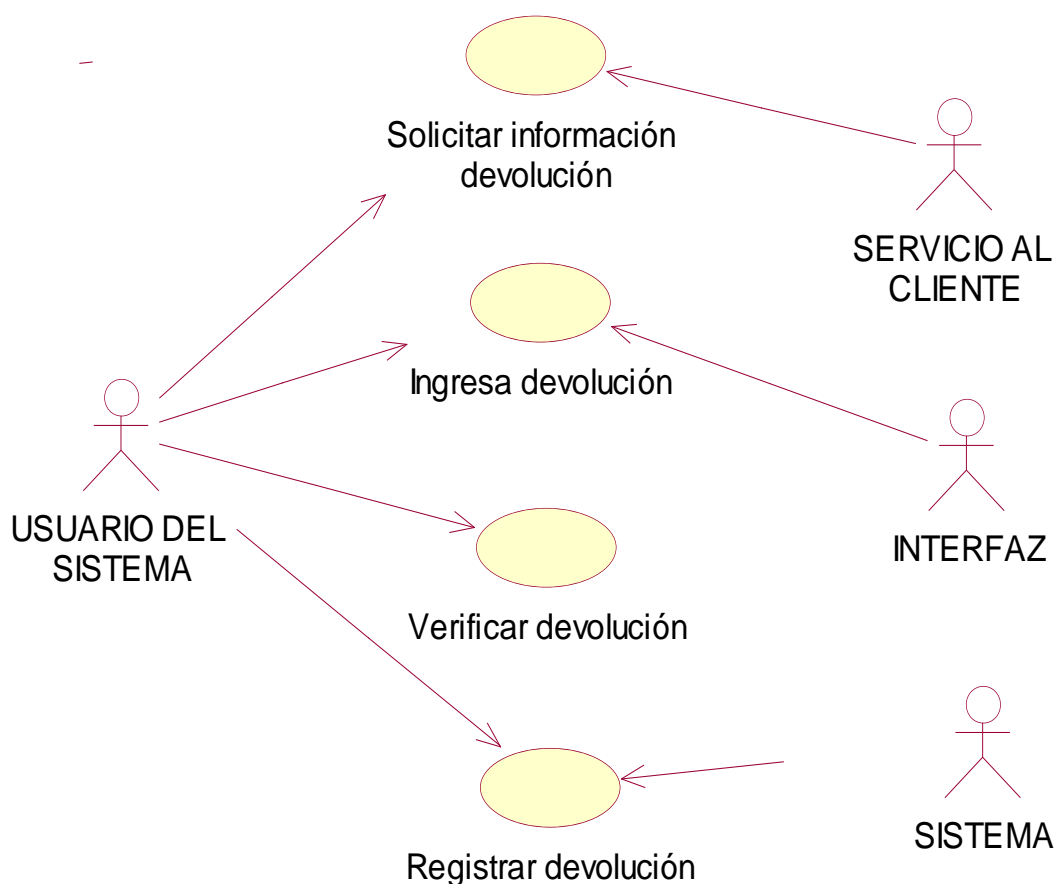 Solicitar información
devolución
SERVICIO AL
CLIENTE
Ingresa devolución
USUARIO DEL
SISTEMA
INTERFAZ
Verificar devolución
SISTEMA
Registrar devolución